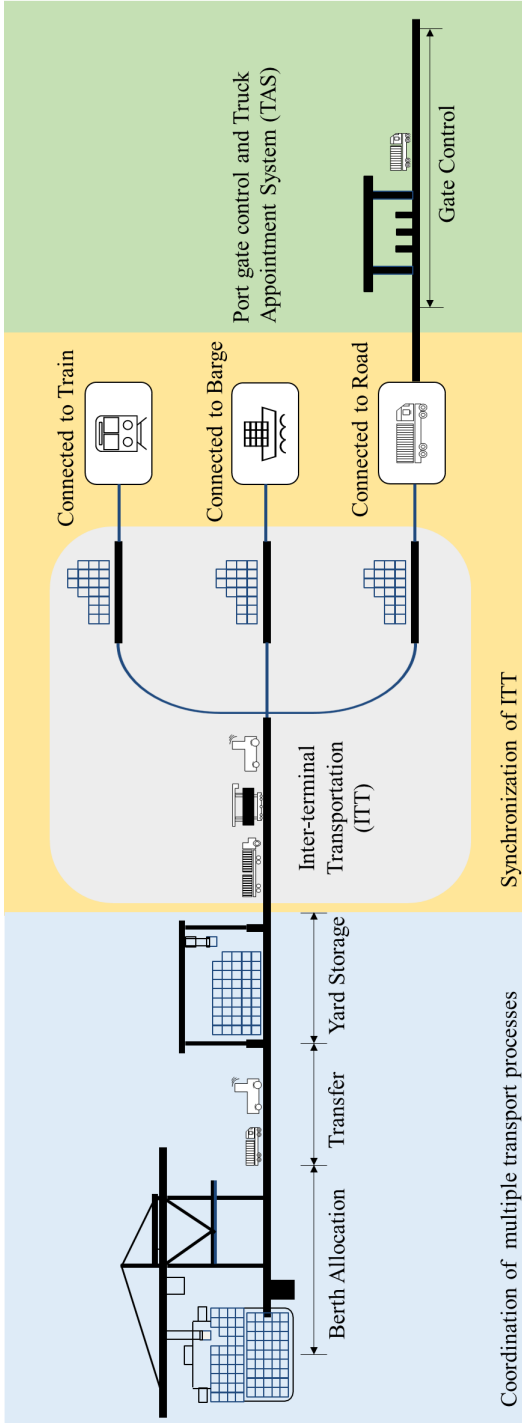 Berth Allocation
Transfer
Yard Storage
Coordination of multiple transport processes
Inter-terminal
Transportation
(ITT)
Synchronization of ITT
Connected to Train
Connected to Barge
Connected to Road
Port gate control and Truck
Appointment System (TAS)
Gate Control